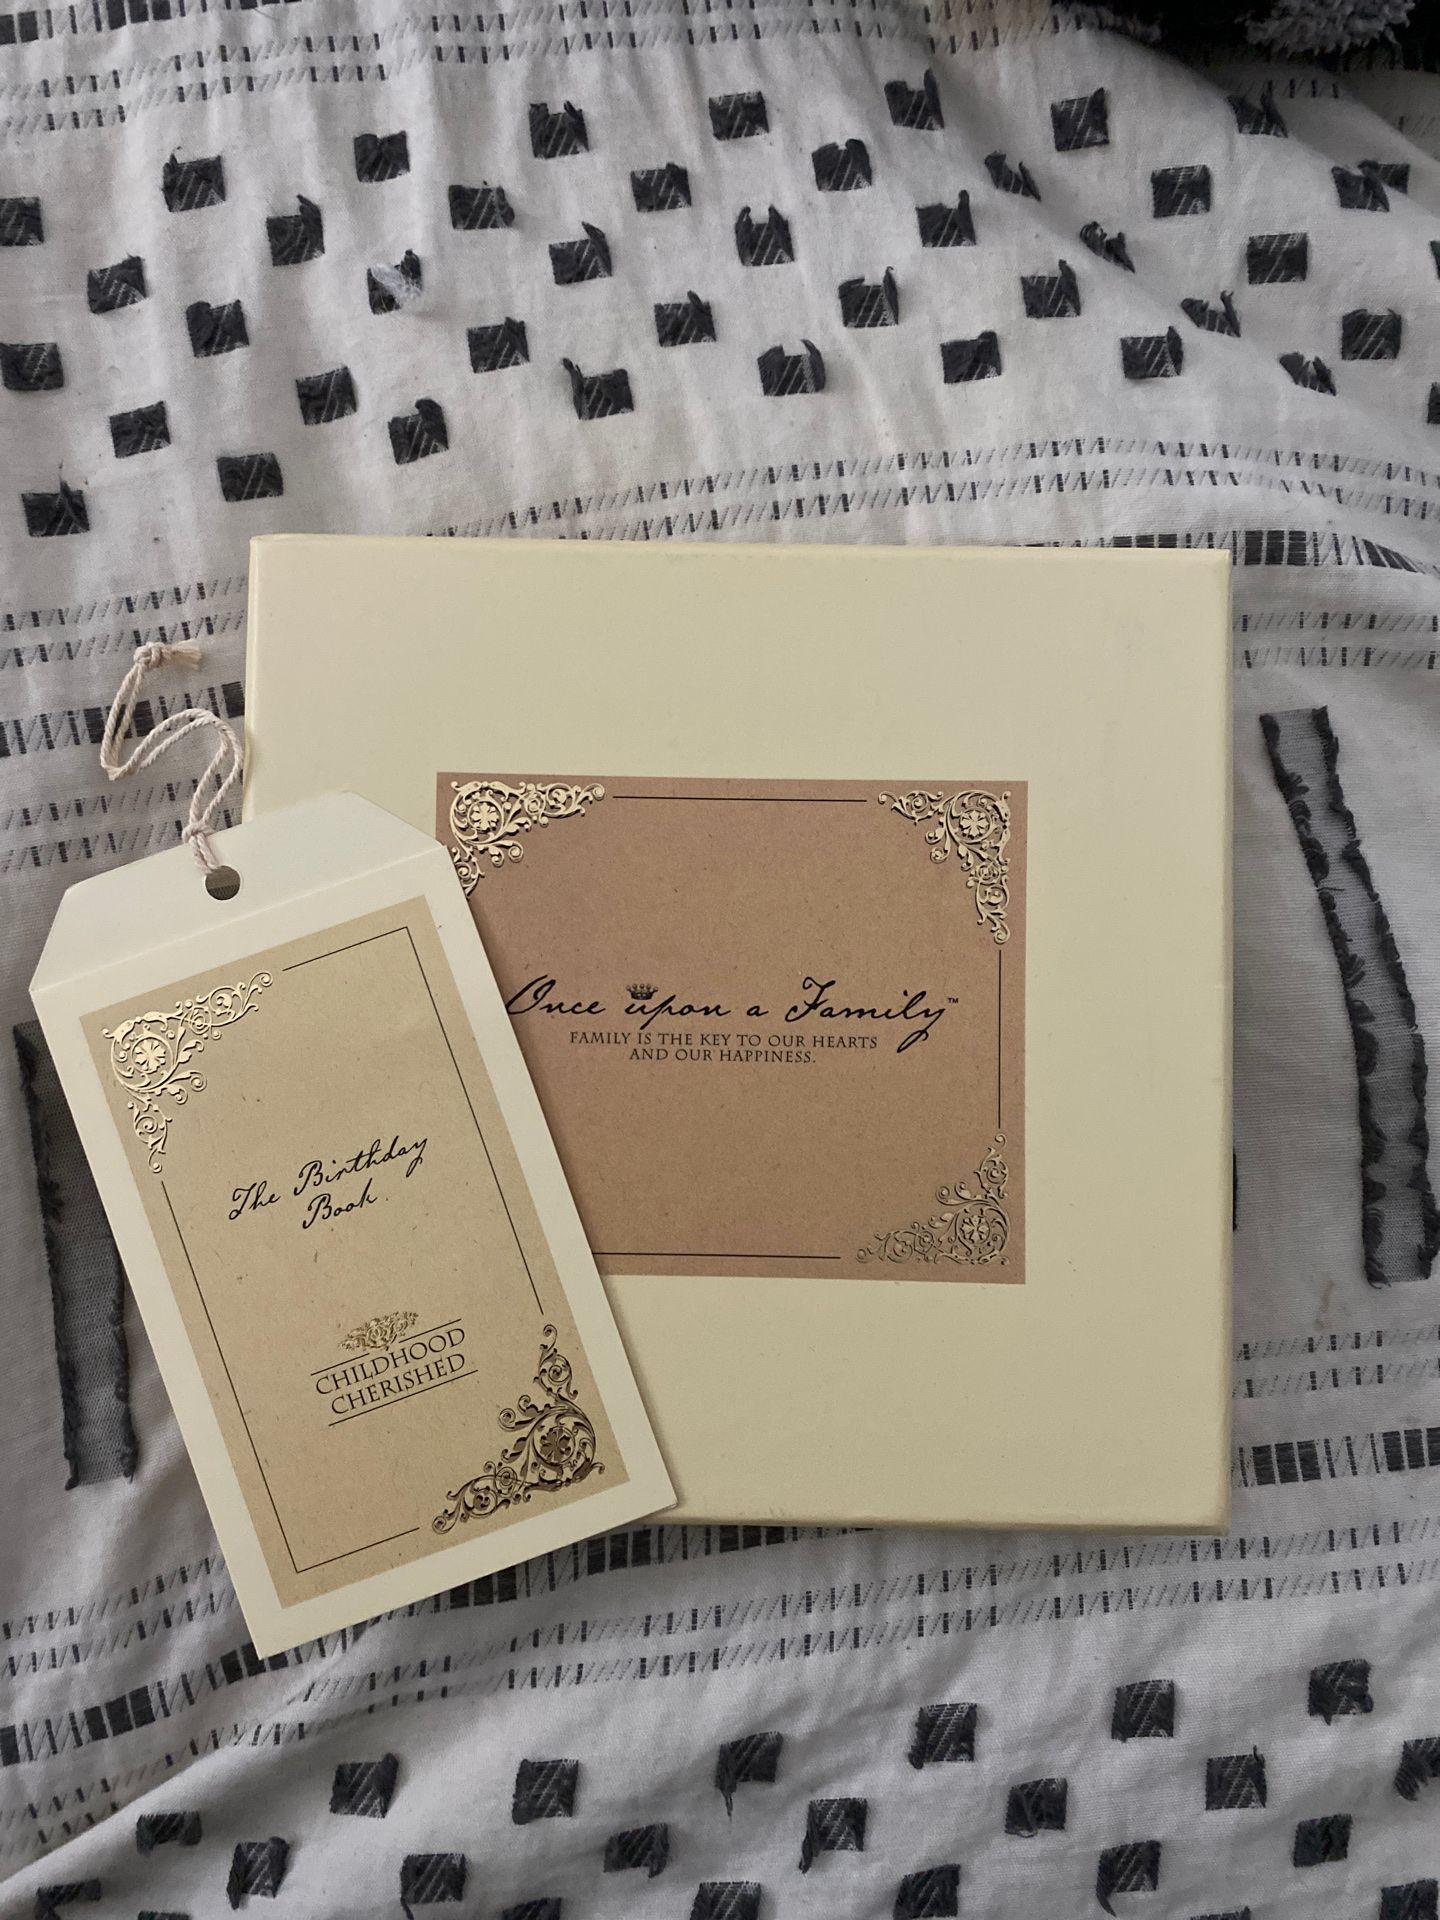 Once upon a Family™
FAMILY IS THE KEY TO OUR HEARTS
AND OUR HAPPINESS.
The Birthday
Book
CHILDHOOD
CHERISHED